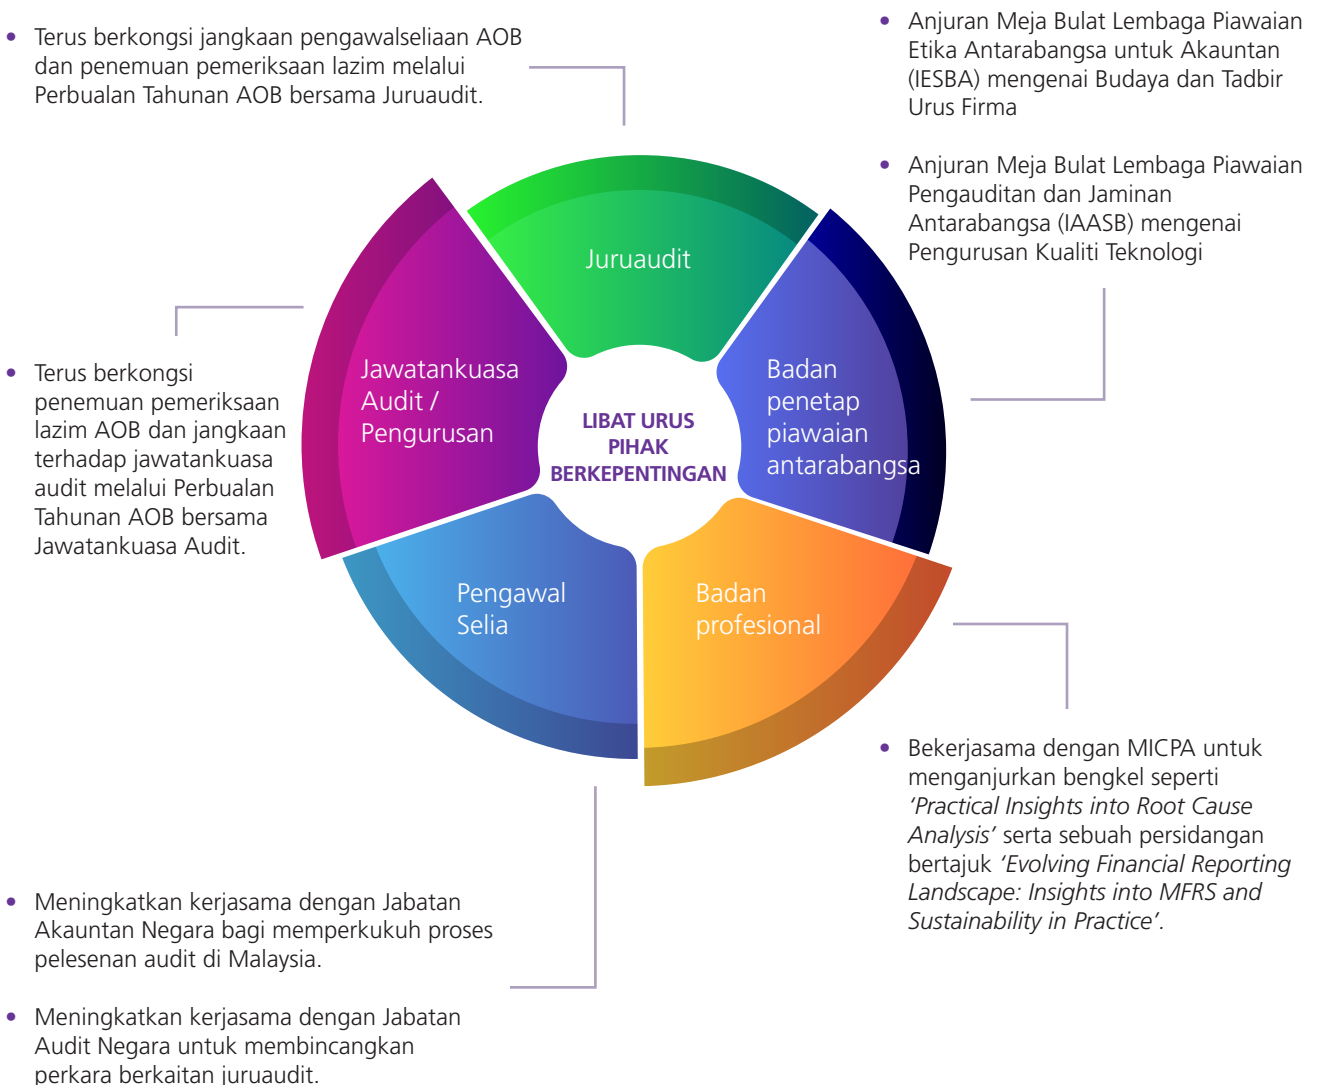 • Terus berkongsi jangkaan pengawalseliaan AOB
dan penemuan pemeriksaan lazim melalui
Perbualan Tahunan AOB bersama Juruaudit.
• Anjuran Meja Bulat Lembaga Piawaian
Etika Antarabangsa untuk Akauntan
(IESBA) mengenai Budaya dan Tadbir
Urus Firma
• Anjuran Meja Bulat Lembaga Piawaian
Pengauditan dan Jaminan
Antarabangsa (IAASB) mengenai
Pengurusan Kualiti Teknologi
Juruaudit
• Terus berkongsi
penemuan pemeriksaan
lazim AOB dan jangkaan
terhadap jawatankuasa
audit melalui Perbualan
Tahunan AOB bersama
Jawatankuasa Audit.
Jawatankuasa
Audit /
Pengurusan
LIBAT URUS
PIHAK
BERKEPENTINGAN
Badan
penetap
piawaian
antarabangsa
Pengawal
Selia
Badan
profesional
• Bekerjasama dengan MICPA untuk
menganjurkan bengkel seperti
‘Practical Insights into Root Cause
Analysis’ serta sebuah persidangan
bertajuk ‘Evolving Financial Reporting
Landscape: Insights into MFRS and
Sustainability in Practice’.
• Meningkatkan kerjasama dengan Jabatan
Akauntan Negara bagi memperkukuh proses
pelesenan audit di Malaysia.
• Meningkatkan kerjasama dengan Jabatan
Audit Negara untuk membincangkan
perkara berkaitan juruaudit.